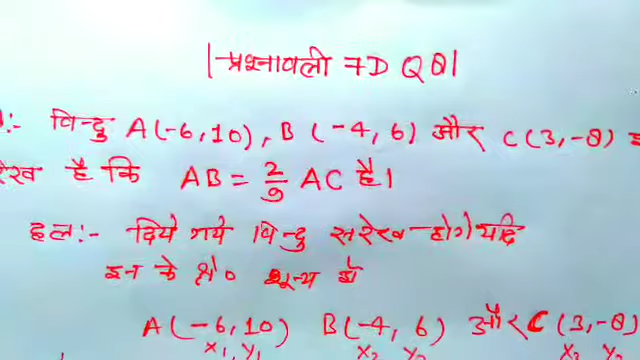 प्रश्नावली 7D Q 8
:- बिन्दु A(-6,10), B (-4, 6) और C(3,-8)
रेख है कि AB = 2/9 AC है।
हल:- दिये गये बिन्दु सरेख होगे यदि
इन के क्षे० शून्य हो
A(-6,10) B(-4, 6) और C (3,-8)
X₁,Y₁ X₂ Y₂ X₃ Y₃